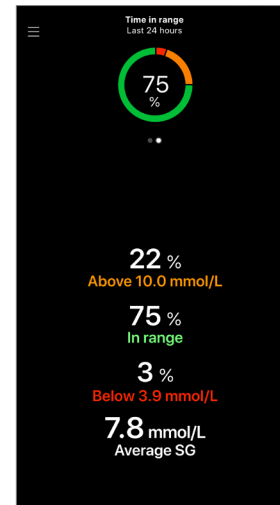 Time in range
Last 24 hours
75
%
22 %
Above 10.0 mmol/L
75 %
In range
3 %
Below 3.9 mmol/L
7.8 mmol/L
Average SG